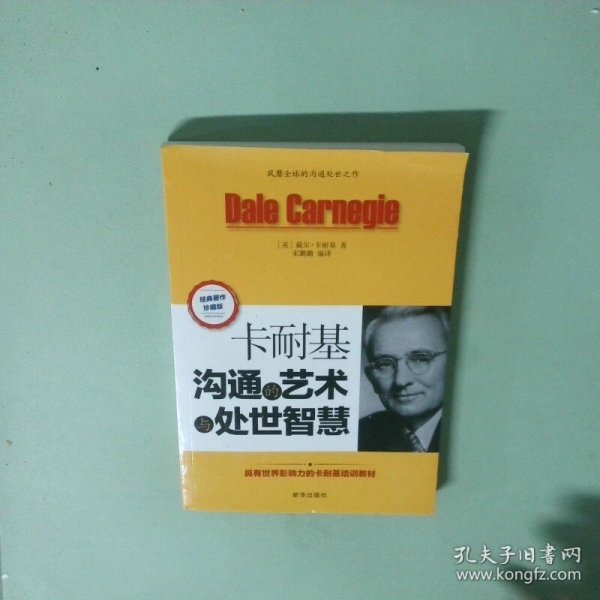 风靡全球的沟通处世之作
Dale Carnegie
［美］戴尔·卡耐基 著
编译
经典著作
珍藏版
卡耐基
沟通的艺术
与处世智慧
具有世界影响力的卡耐基培训教材
新华出版社
孔夫子旧书网
www.kongfz.com